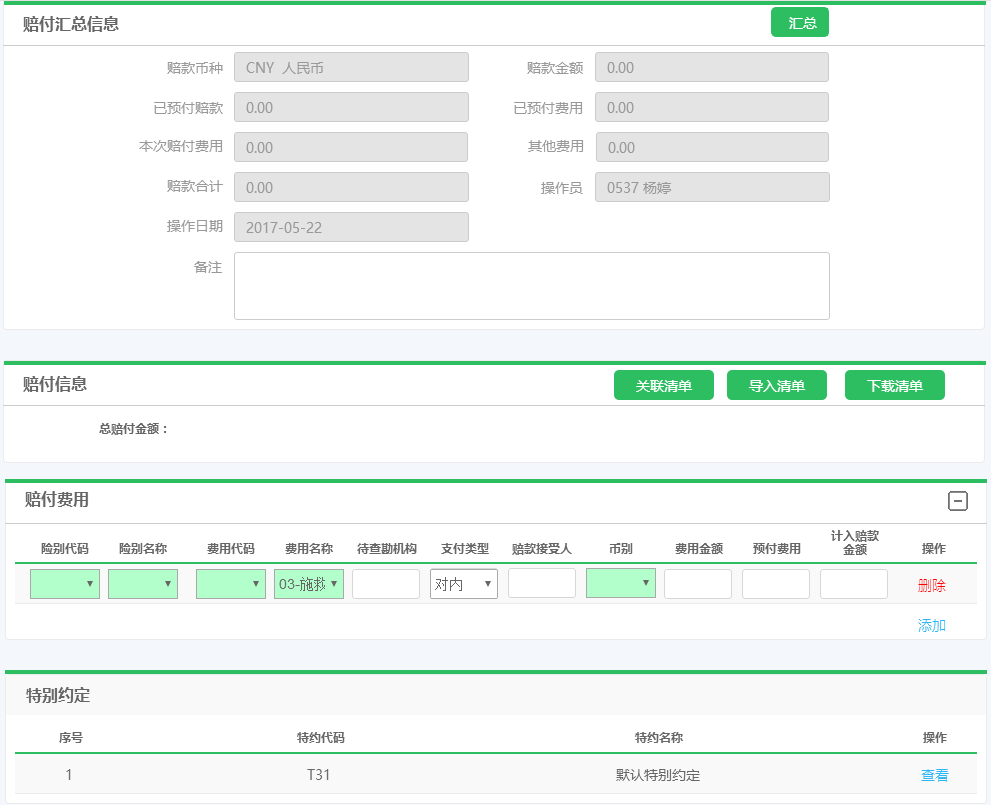 赔付汇总信息 汇总
赔款币种 CNY 人民币 赔款金额 0.00
已预付赔款 0.00 已预付费用 0.00
本次赔付费用 0.00 其他费用 0.00
赔款合计 0.00 操作员 0537 杨婷
操作日期 2017-05-22
备注
赔付信息 关联清单 导入清单 下载清单
总赔付金额：
赔付费用
险别代码 险别名称 费用代码 费用名称 待查勘机构 支付类型 赔款接受人 币别 费用金额 预付费用 计入赔款
金额 操作
03-施救 对内 删除
添加
特别约定
序号 特约代码 特约名称 操作
1 T31 默认特别约定 查看